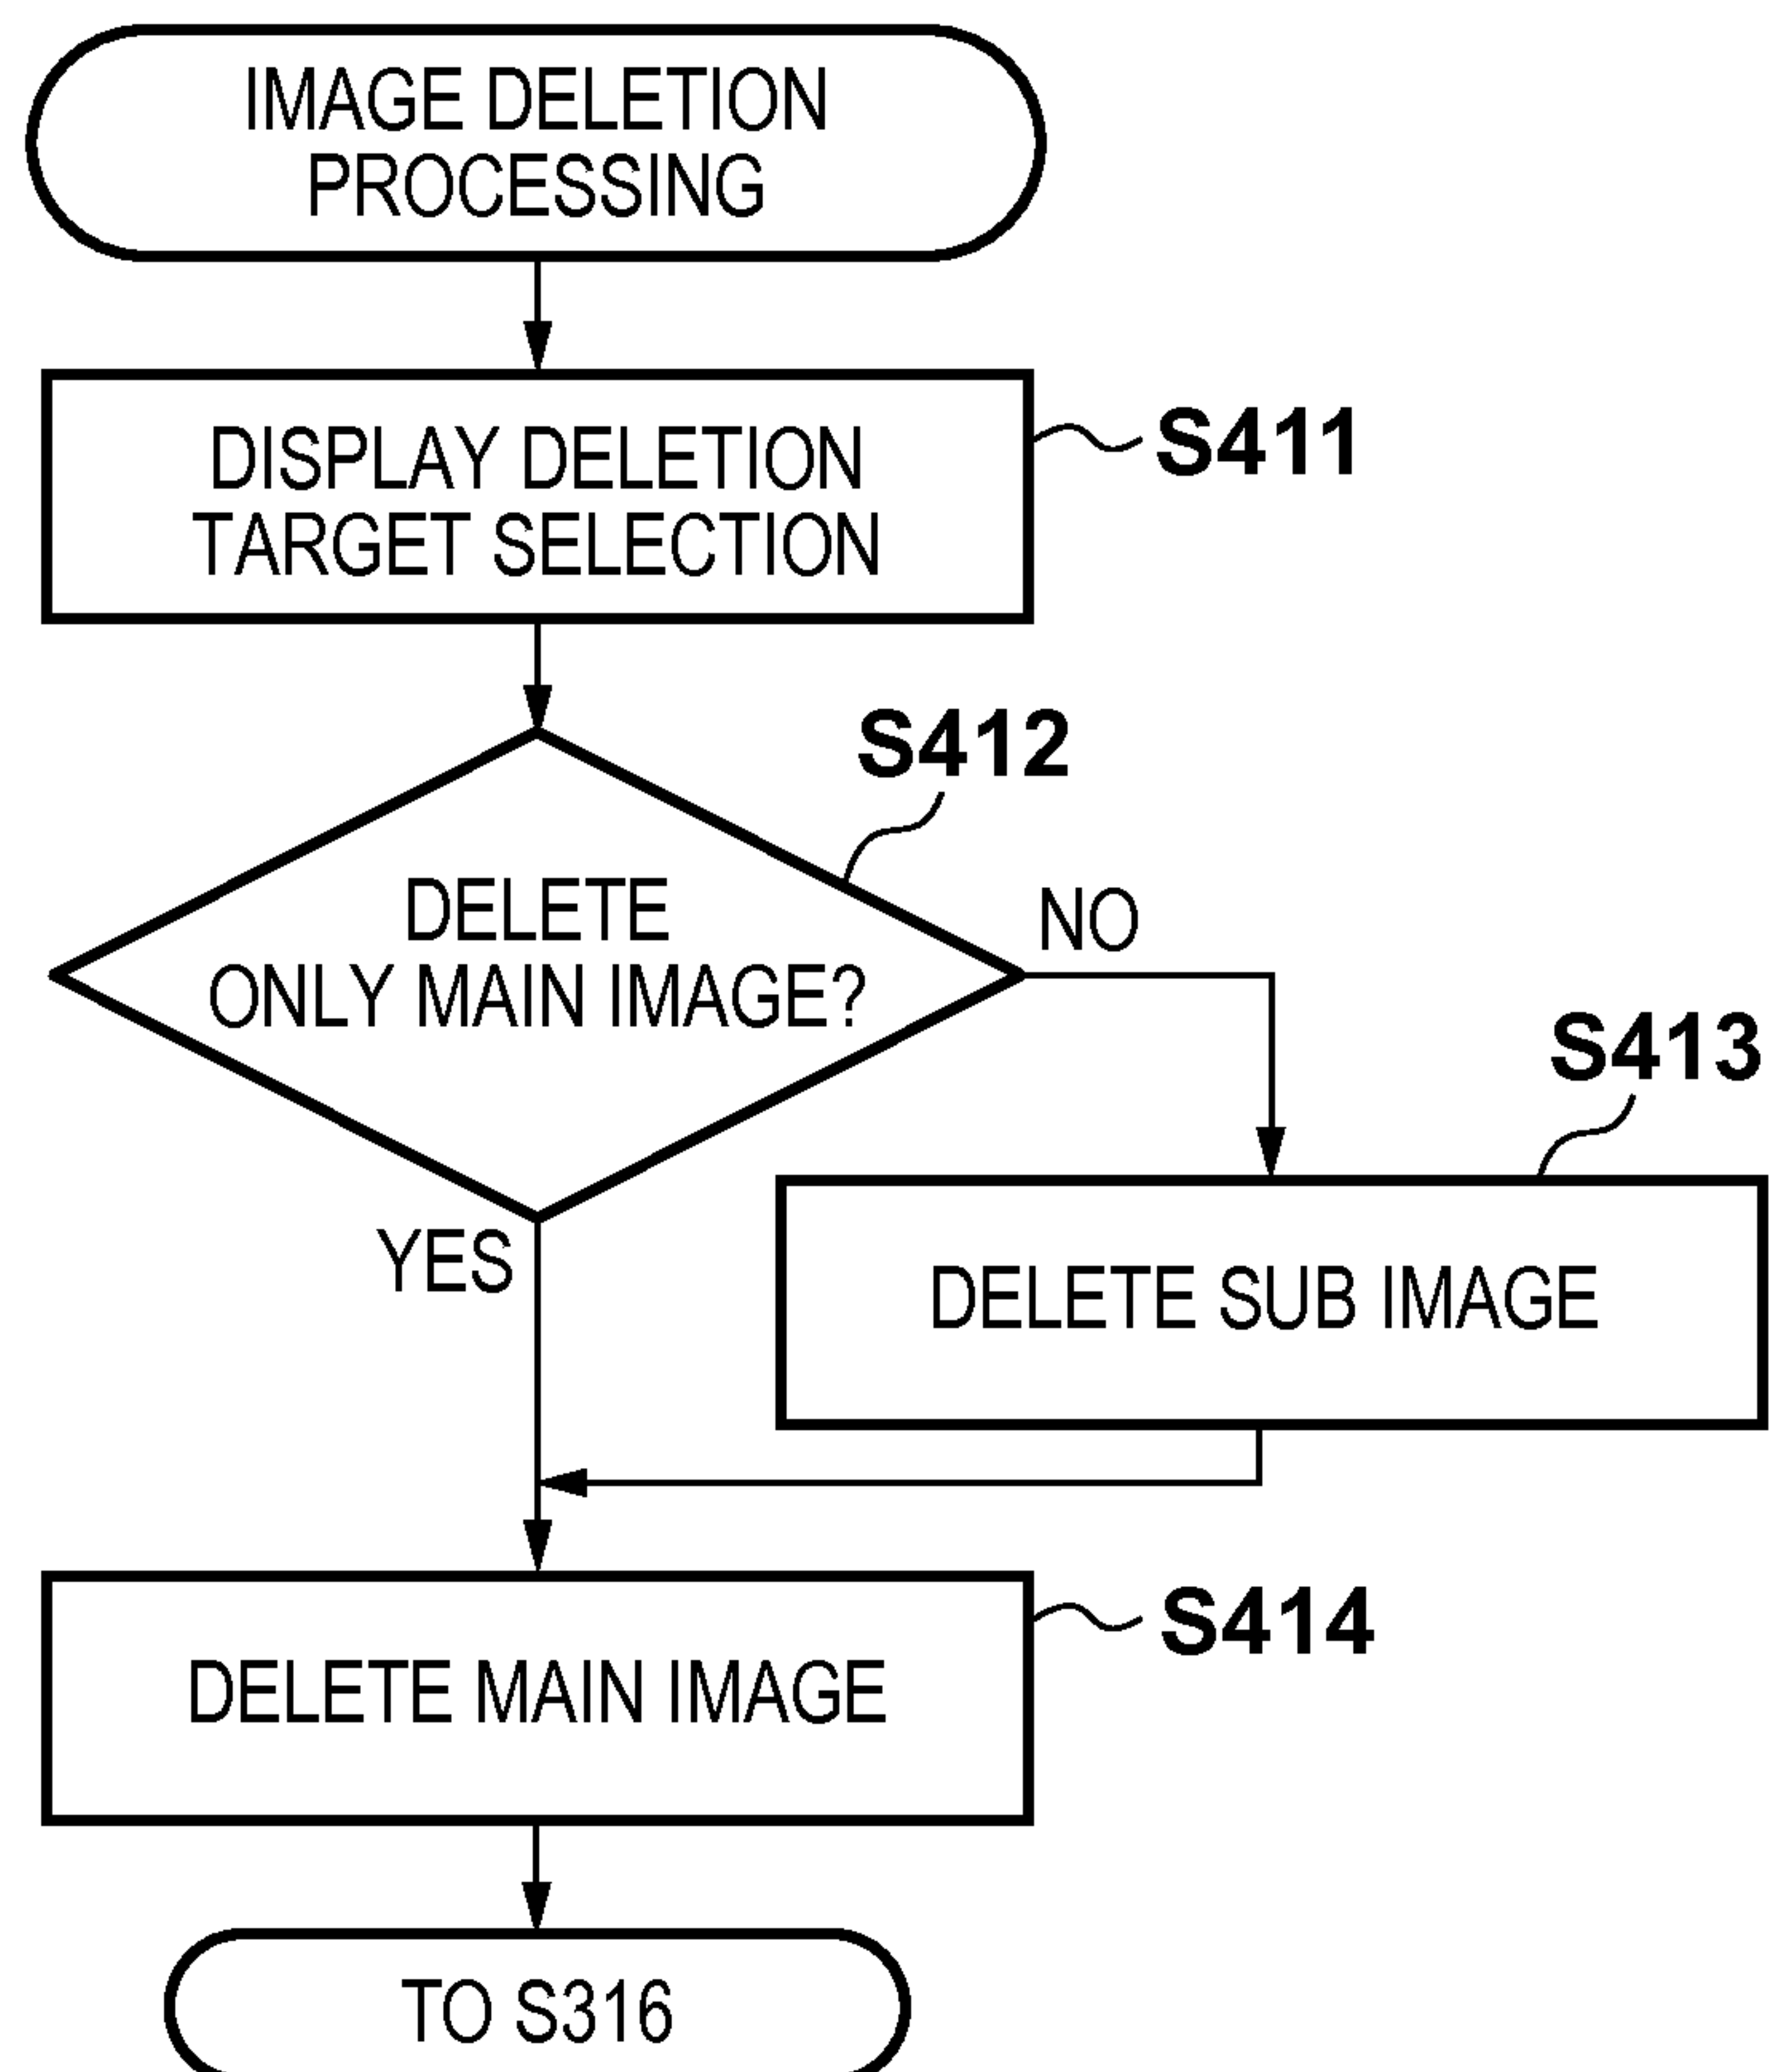 IMAGE DELETION
PROCESSING
DISPLAY DELETION
TARGET SELECTION
S411
S412
DELETE
ONLY MAIN IMAGE?
NO
S413
YES
DELETE SUB IMAGE
S414
DELETE MAIN IMAGE
TO S316